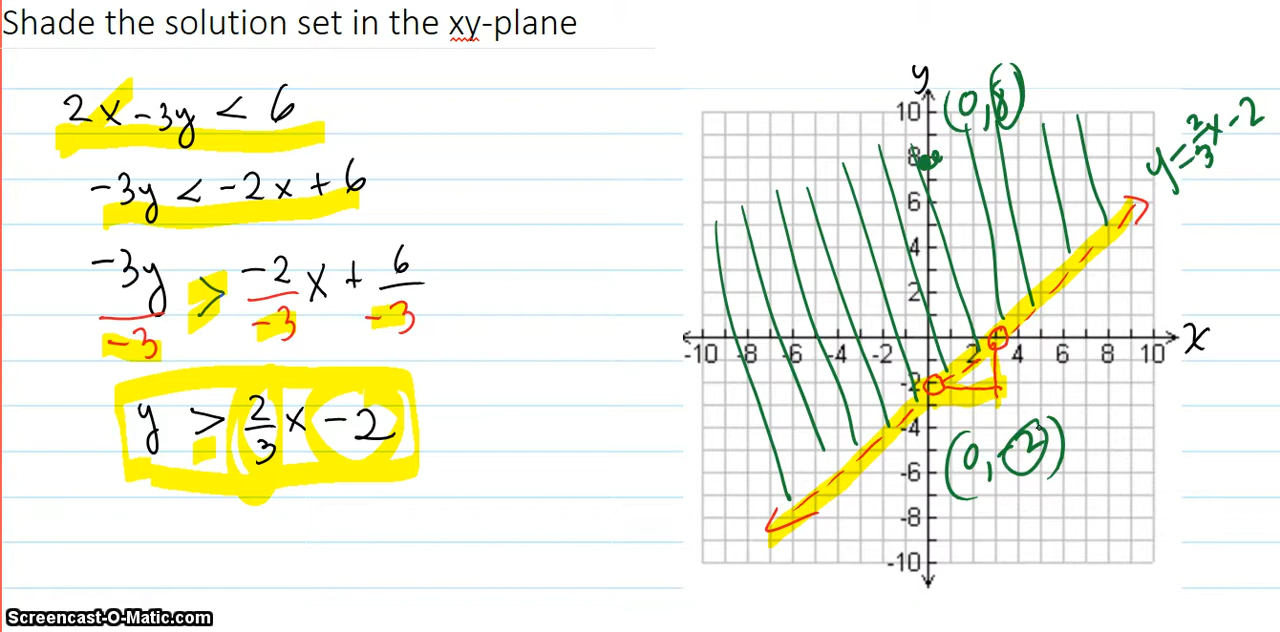 Shade the solution set in the xy-plane
2x - 3y < 6
-3y < -2x + 6
-3y > -2 x + 6
-3 -3 -3
y > 2/3 x - 2
y
(0, 8)
y = 2/3 x - 2
10
8
6
4
2
-10 -8 -6 -4 -2 2 4 6 8 10 x
-2
-4
(0, -2)
-6
-8
-10
Screencast-O-Matic.com